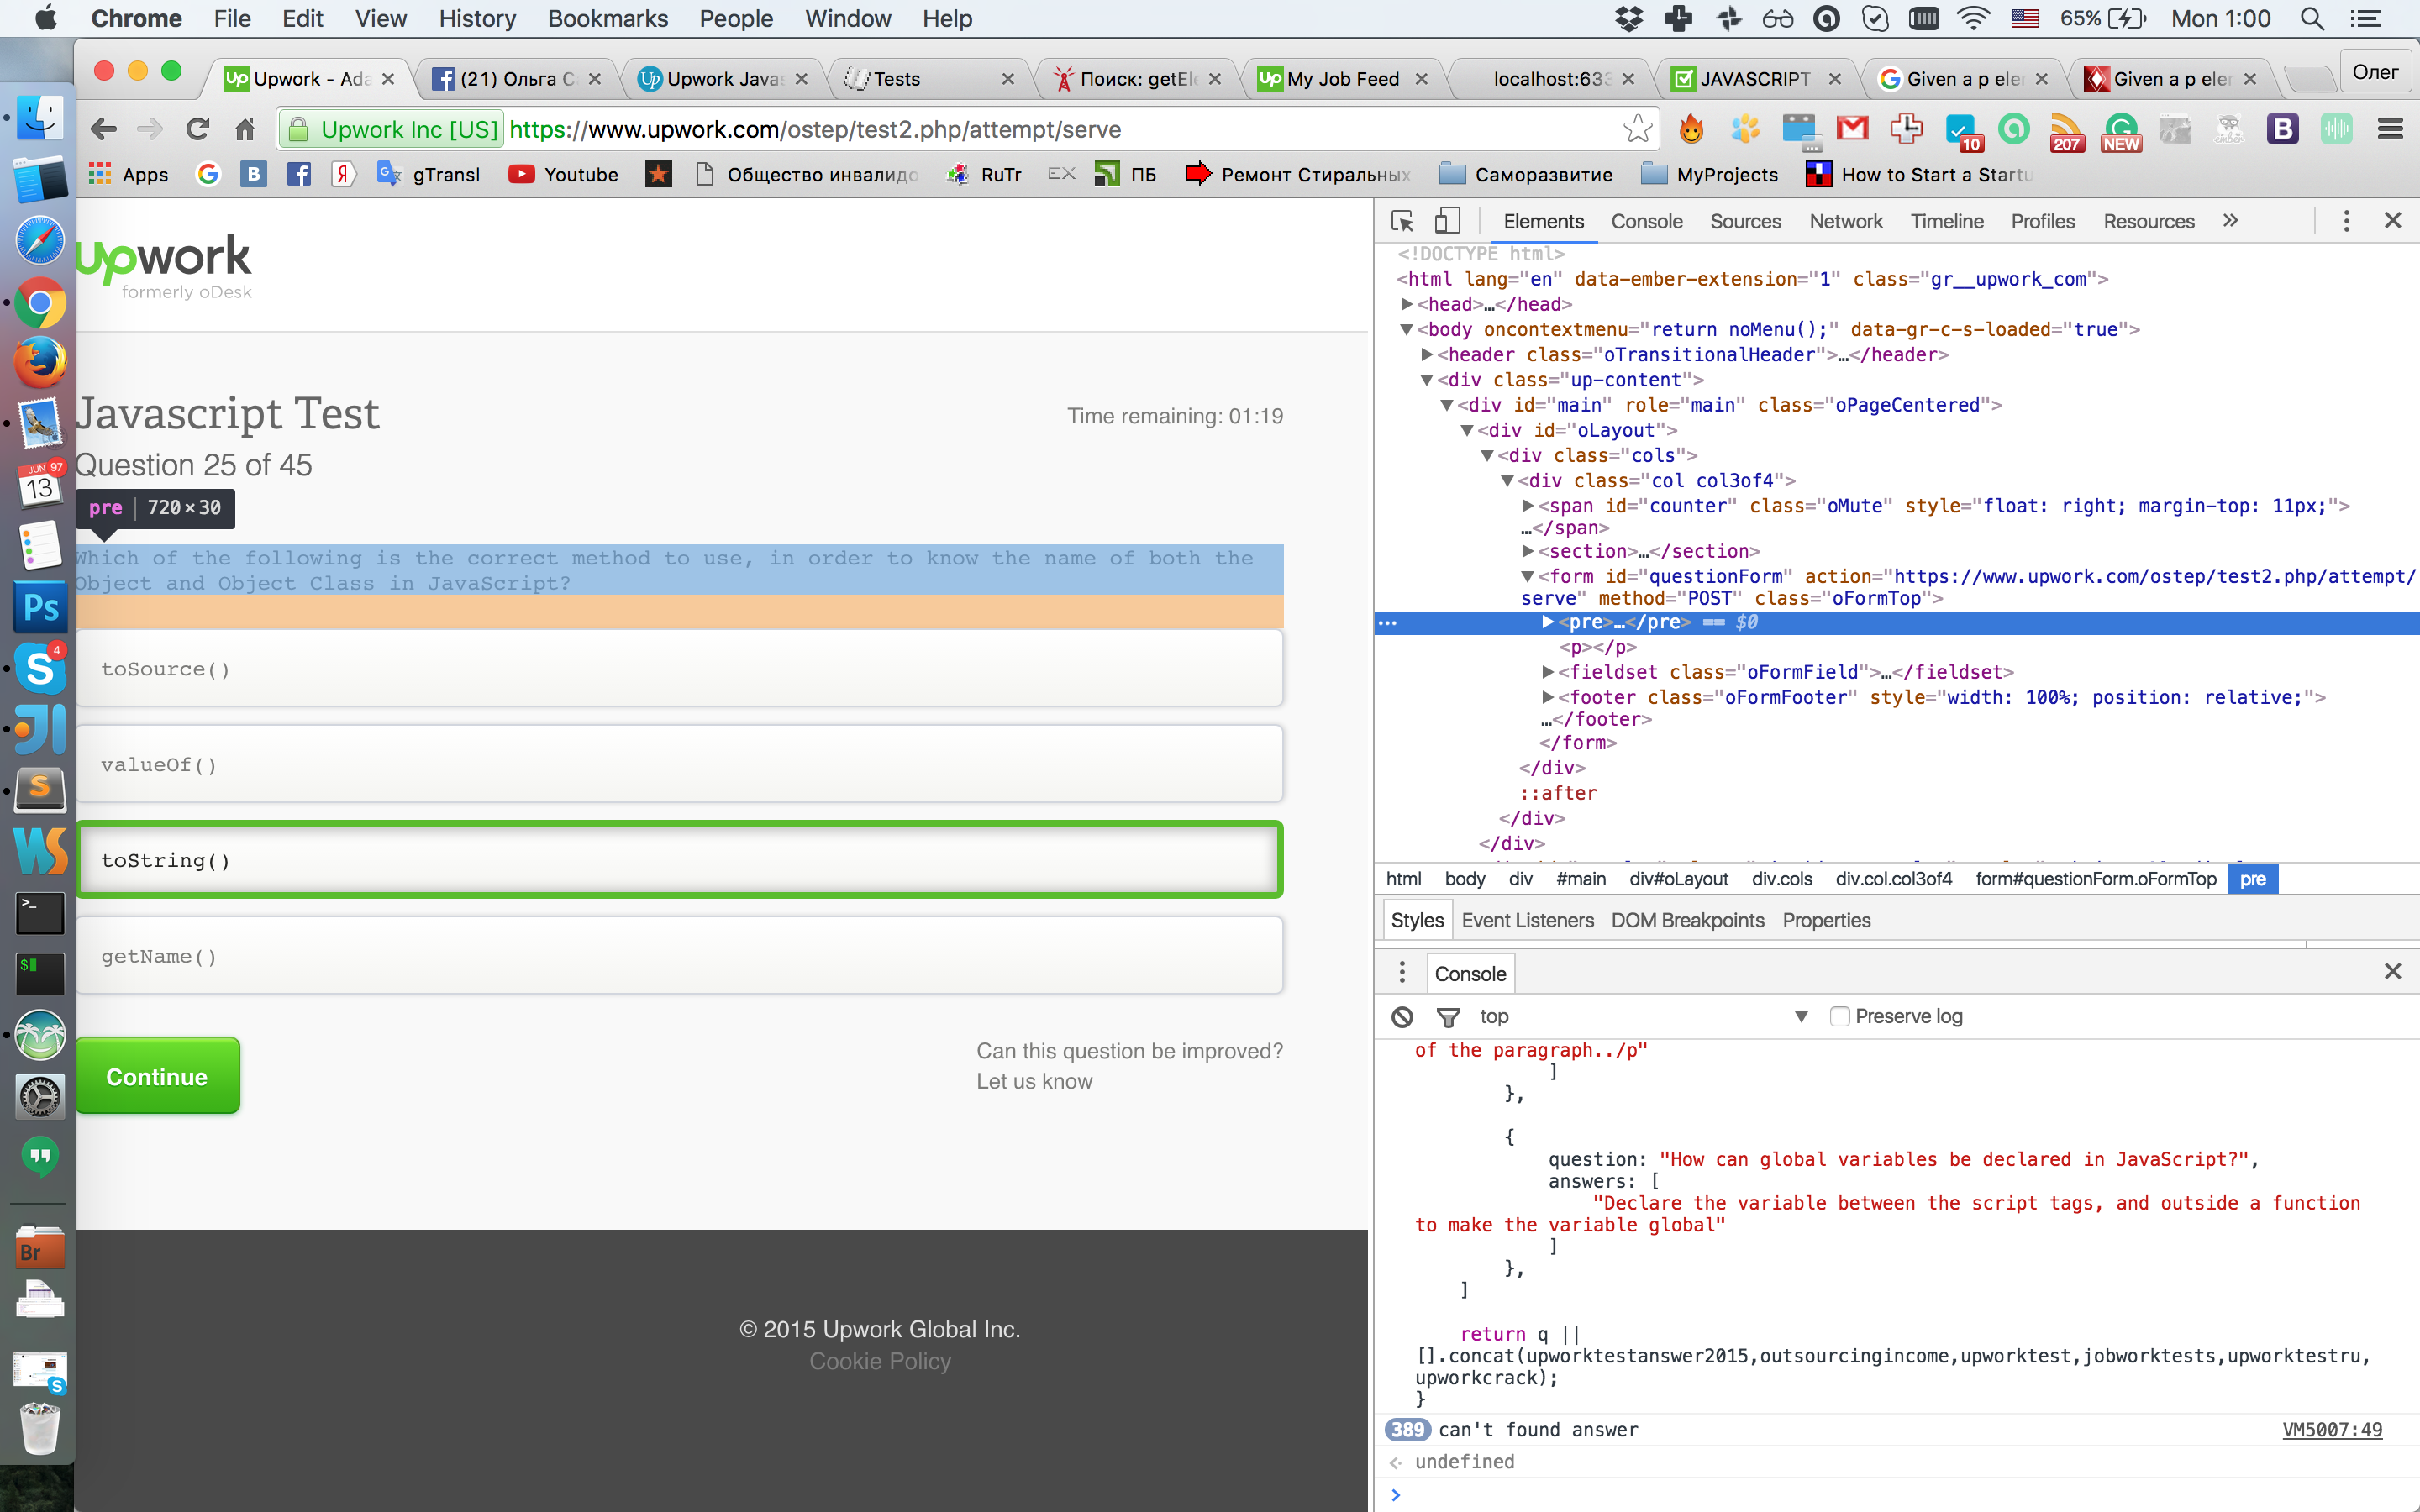 Chrome File Edit View History Bookmarks People Window Help 65% Mon 1:00
Upwork - Ada (21) Ольга С Upwork Javas Tests Поиск: getEle My Job Feed localhost:633 JAVASCRIPT Given a p eler Given a p eler Олег
Upwork Inc [US] https://www.upwork.com/ostep/test2.php/attempt/serve 10 207 NEW
Apps gTransl Youtube Общество инвалидо RuTr EX ПБ Ремонт Стиральных Саморазвитие MyProjects How to Start a Startu
upwork
formerly oDesk
Javascript Test
Time remaining: 01:19
Question 25 of 45
pre 720 × 30
Which of the following is the correct method to use, in order to know the name of both the
Object and Object Class in JavaScript?
toSource()
valueOf()
toString()
getName()
Continue
Can this question be improved?
Let us know
© 2015 Upwork Global Inc.
Cookie Policy
Elements Console Sources Network Timeline Profiles Resources »
<!DOCTYPE html>
<html lang="en" data-ember-extension="1" class="gr__upwork_com">
<head>…</head>
<body oncontextmenu="return noMenu();" data-gr-c-s-loaded="true">
<header class="oTransitionalHeader">…</header>
<div class="up-content">
<div id="main" role="main" class="oPageCentered">
<div id="oLayout">
<div class="cols">
<div class="col col3of4">
<span id="counter" class="oMute" style="float: right; margin-top: 11px;">
…</span>
<section>…</section>
<form id="questionForm" action="https://www.upwork.com/ostep/test2.php/attempt/
serve" method="POST" class="oFormTop">
<pre>…</pre> == $0
<p></p>
<fieldset class="oFormField">…</fieldset>
<footer class="oFormFooter" style="width: 100%; position: relative;">
…</footer>
</form>
</div>
::after
</div>
</div>
html body div #main div#oLayout div.cols div.col.col3of4 form#questionForm.oFormTop pre
Styles Event Listeners DOM Breakpoints Properties
Console
top Preserve log
of the paragraph../p"
]
},
{
question: "How can global variables be declared in JavaScript?",
answers: [
"Declare the variable between the script tags, and outside a function
to make the variable global"
]
},
]
return q ||
[].concat(upworktestanswer2015,outsourcingincome,upworktest,jobworktests,upworktestru,
upworkcrack);
}
389 can't found answer VM5007:49
undefined
JUN 97
13
Ps
4
S
WS
Br